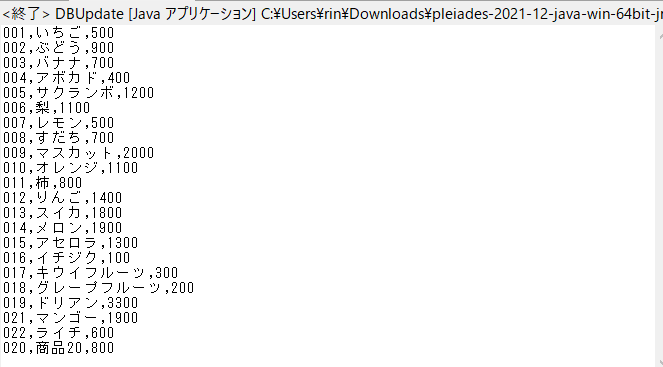 <終了> DBUpdate [Java アプリケーション] C:¥Users¥rin¥Downloads¥pleiades-2021-12-java-win-64bit-jr
001,いちご,500
002,ぶどう,900
003,バナナ,700
004,アボカド,400
005,サクランボ,1200
006,梨,1100
007,レモン,500
008,すだち,700
009,マスカット,2000
010,オレンジ,1100
011,柿,800
012,りんご,1400
013,スイカ,1800
014,メロン,1900
015,アセロラ,1300
016,イチジク,100
017,キウイフルーツ,300
018,グレープフルーツ,200
019,ドリアン,3300
021,マンゴー,1900
022,ライチ,600
020,商品20,800